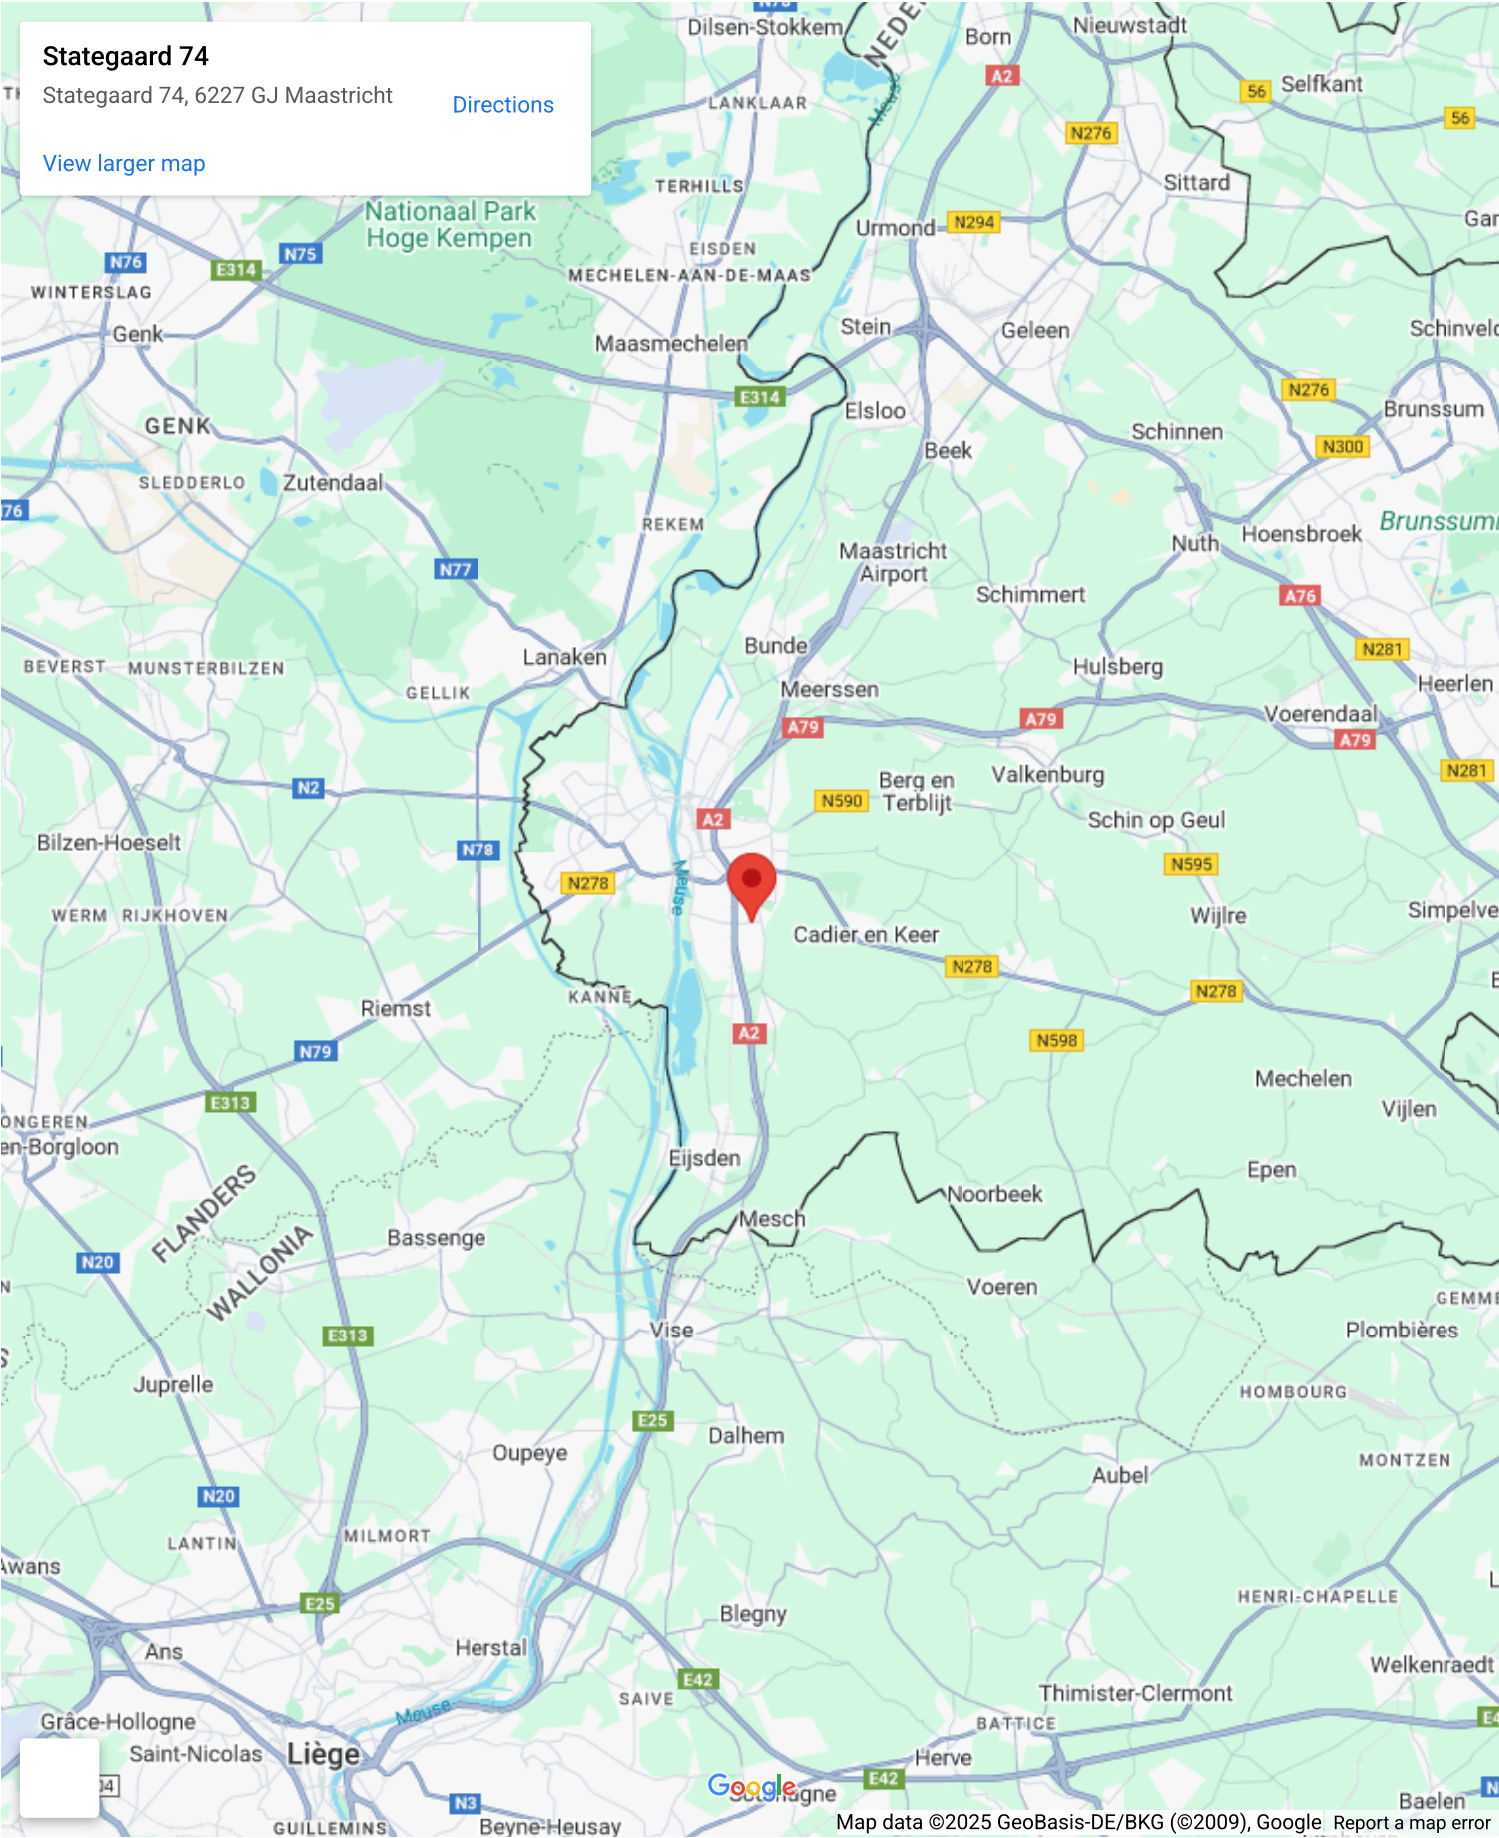 Stategaard 74
Stategaard 74, 6227 GJ Maastricht
Directions
View larger map
Dilsen-Stokkem
Born
Nieuwstadt
A2
56
Selfkant
56
LANKLAAR
Meuse
N276
TERHILLS
Sittard
Nationaal Park
Hoge Kempen
Urmond
N294
EISDEN
N76
N75
E314
MECHELEN-AAN-DE-MAAS
WINTERSLAG
Genk
Maasmechelen
Stein
Geleen
E314
Elsloo
N276
Brunssum
GENK
Schinnen
N300
Beek
SLEDDERLO
Zutendaal
REKEM
Nuth
Hoensbroek
Maastricht
Airport
N77
Schimmert
A76
Bunde
N281
Lanaken
BEVERST
MUNSTERBILZEN
GELLIK
Meerssen
Hulsberg
Heerlen
A79
A79
Voerendaal
A79
N2
Berg en
Terblijt
Valkenburg
N281
N590
A2
Schin op Geul
Bilzen-Hoeselt
N78
N278
Meuse
N595
WERM
RIJKHOVEN
Wijlre
Cadier en Keer
N278
N278
KANNE
Riemst
A2
N598
N79
Mechelen
E313
Vijlen
Eijsden
Epen
FLANDERS
WALLONIA
Noorbeek
Mesch
Bassenge
N20
Voeren
E313
Vise
Plombières
Juprelle
HOMBOURG
E25
Dalhem
Oupeye
MONTZEN
Aubel
N20
LANTIN
MILMORT
Awans
E25
HENRI-CHAPELLE
Blegny
Ans
Herstal
E42
Welkenraedt
SAIVE
Thimister-Clermont
Meuse
BATTICE
Grâce-Hollogne
Saint-Nicolas
Liège
Herve
Google
E42
N3
Baelen
GUILLEMINS
Beyne-Heusay
Map data ©2025 GeoBasis-DE/BKG (©2009), Google
Report a map error